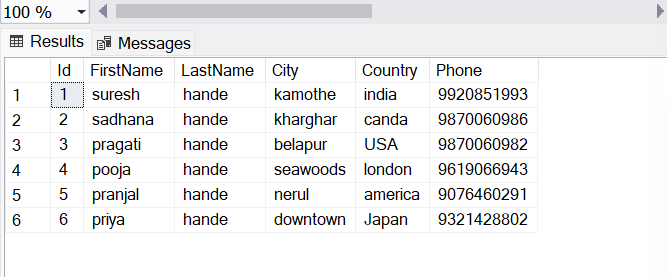 100 %
Results Messages
Id FirstName LastName City Country Phone
1 1 suresh hande kamothe india 9920851993
2 2 sadhana hande kharghar canda 9870060986
3 3 pragati hande belapur USA 9870060982
4 4 pooja hande seawoods london 9619066943
5 5 pranjal hande nerul america 9076460291
6 6 priya hande downtown Japan 9321428802